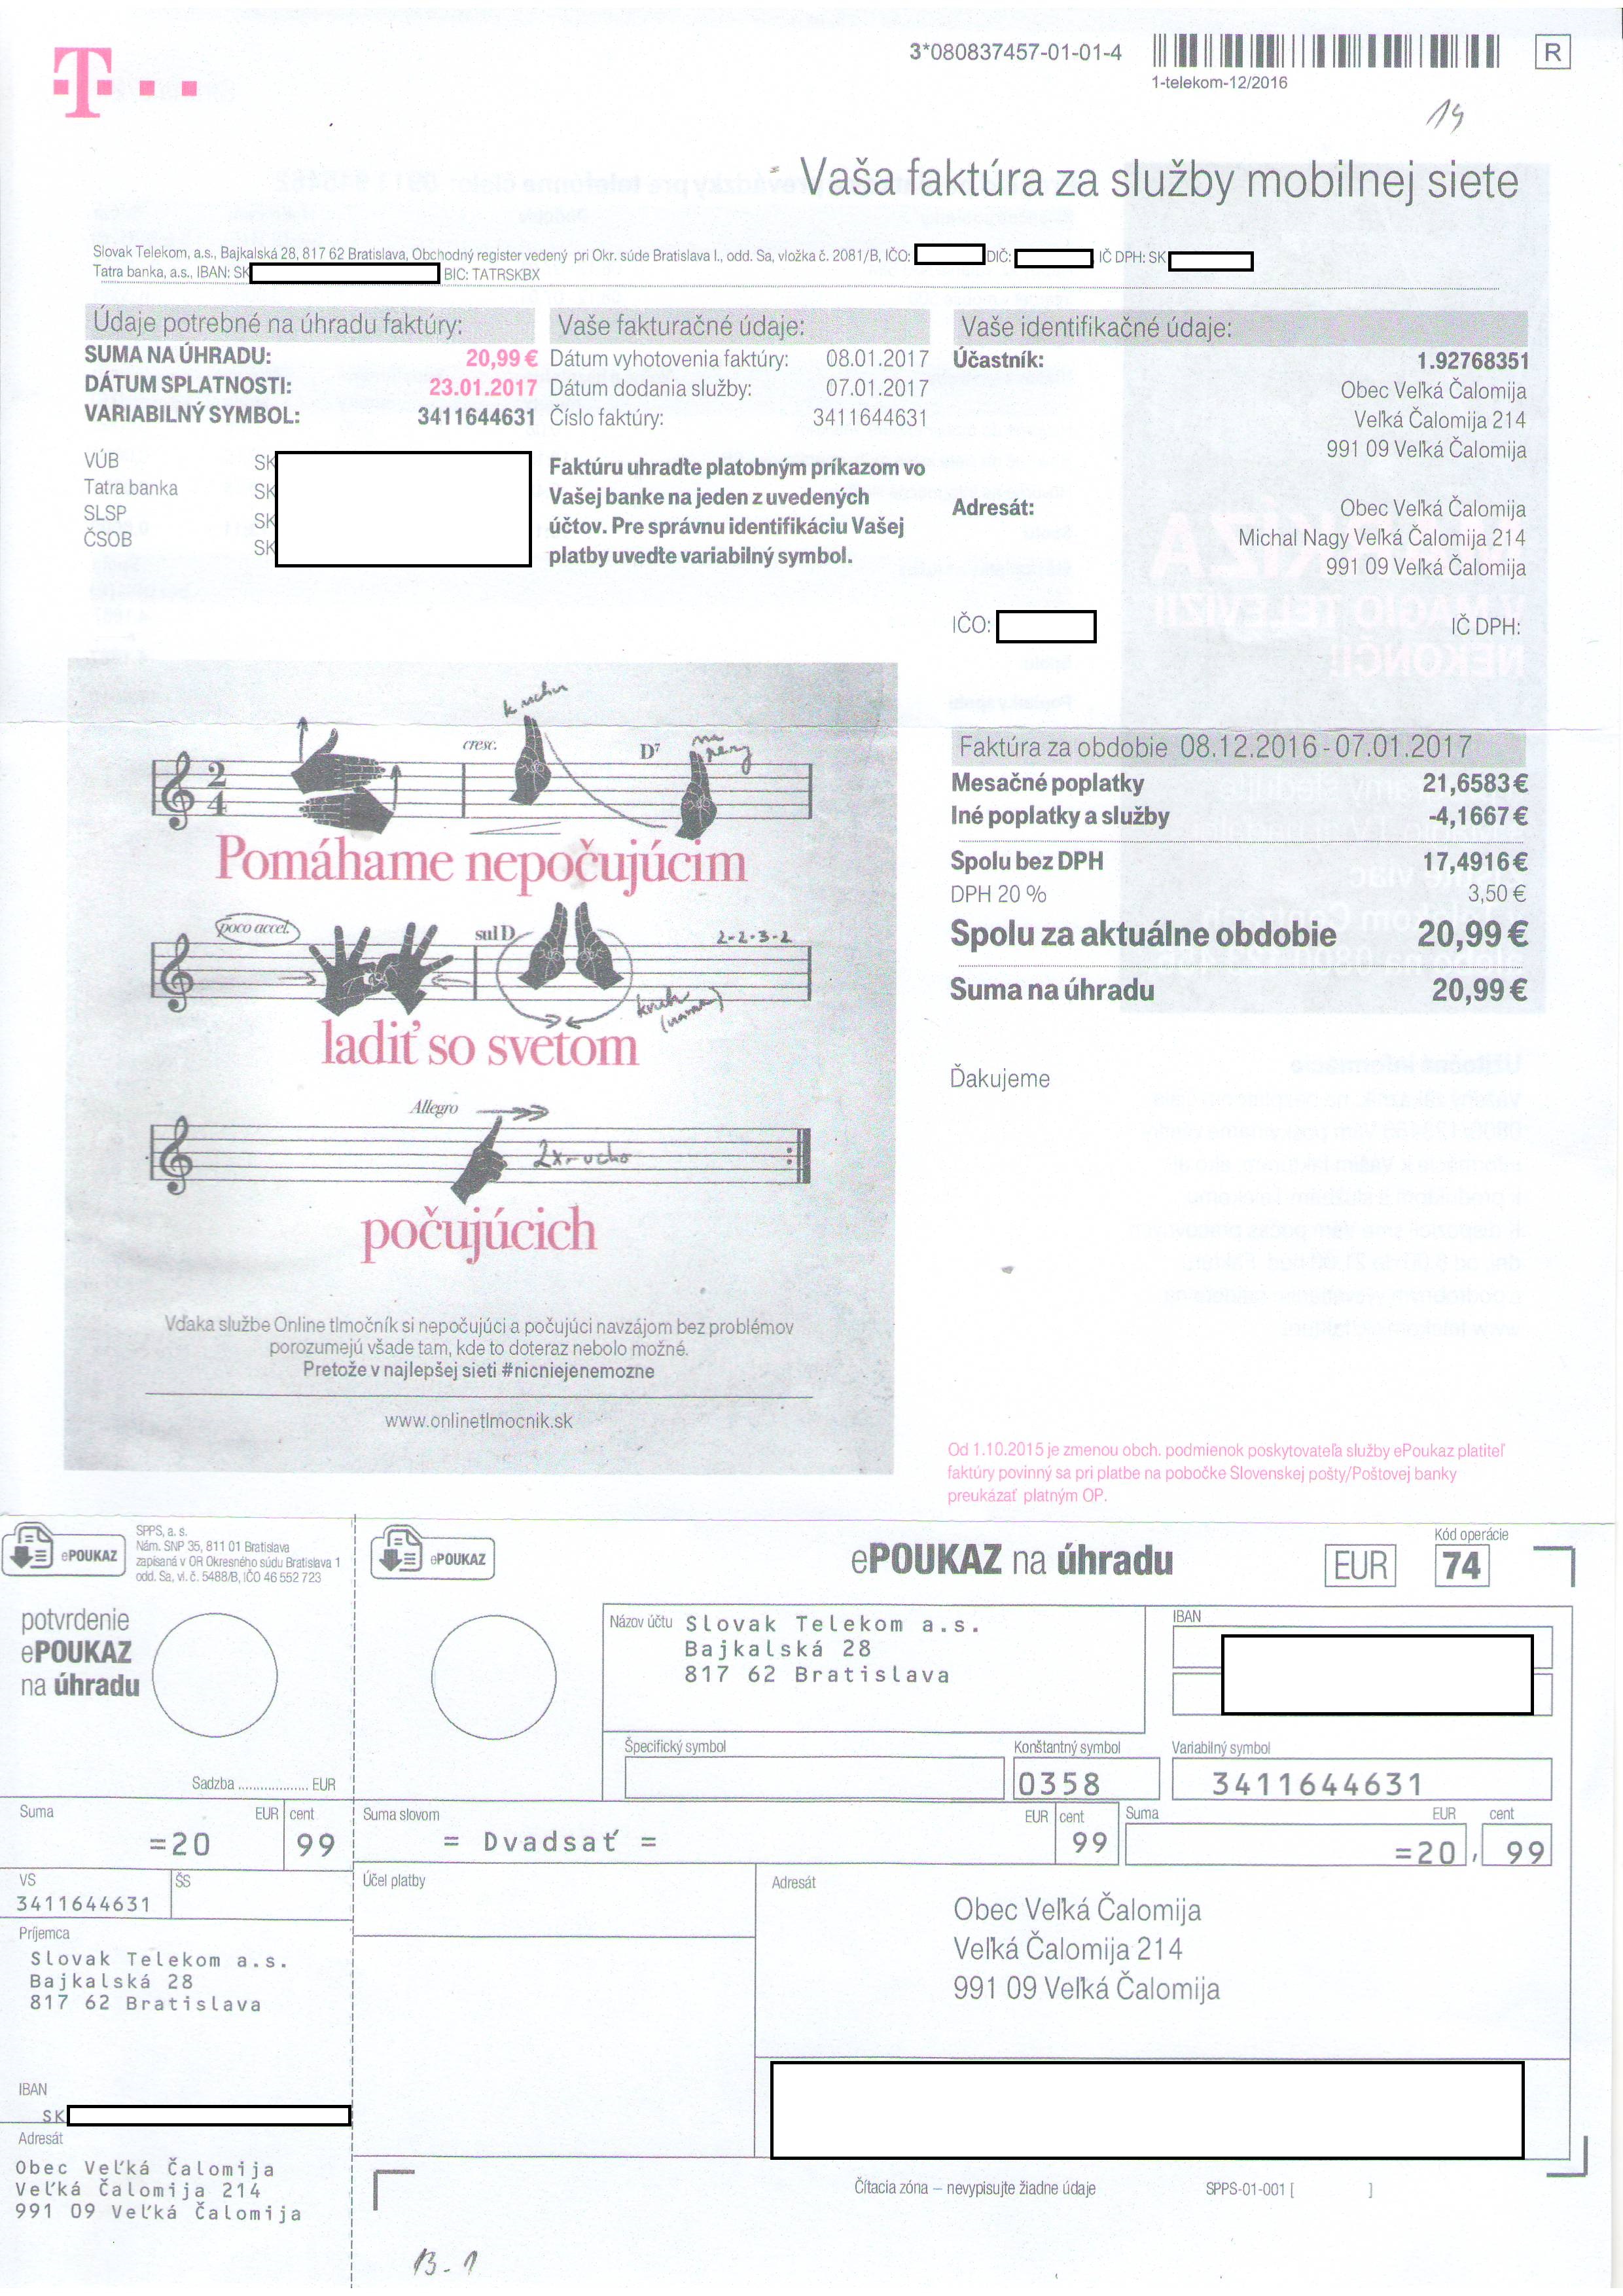 3*080837457-01-01-4
1-telekom-12/2016
R
19
Vaša faktúra za služby mobilnej siete
Slovak Telekom, a.s., Bajkalská 28, 817 62 Bratislava, Obchodný register vedený pri Okr. súde Bratislava I., odd. Sa, vložka č. 2081/B, IČO: DIČ: IČ DPH: SK
Tatra banka, a.s., IBAN: SK BIC: TATRSKBX
Údaje potrebné na úhradu faktúry:
SUMA NA ÚHRADU: 20,99 €
DÁTUM SPLATNOSTI: 23.01.2017
VARIABILNÝ SYMBOL: 3411644631
VÚB SK
Tatra banka SK
SLSP SK
ČSOB SK
Vaše fakturačné údaje:
Dátum vyhotovenia faktúry: 08.01.2017
Dátum dodania služby: 07.01.2017
Číslo faktúry: 3411644631
Faktúru uhraďte platobným príkazom vo
Vašej banke na jeden z uvedených
účtov. Pre správnu identifikáciu Vašej
platby uveďte variabilný symbol.
Vaše identifikačné údaje:
Účastník: 1.92768351
Obec Veľká Čalomija
Veľká Čalomija 214
991 09 Veľká Čalomija
Adresát: Obec Veľká Čalomija
Michal Nagy Veľká Čalomija 214
991 09 Veľká Čalomija
IČO: IČ DPH:
k uchu
cresc. D7
2
4
Pomáhame nepočujúcim
poco accel. sul D 2-2-3-2
ladiť so svetom
Allegro
2x-ucho
počujúcich
Vďaka službe Online tlmočník si nepočujúci a počujúci navzájom bez problémov
porozumejú všade tam, kde to doteraz nebolo možné.
Pretože v najlepšej sieti #nicniejenemozne
www.onlinetlmocnik.sk
Faktúra za obdobie 08.12.2016 - 07.01.2017
Mesačné poplatky 21,6583 €
Iné poplatky a služby -4,1667 €
Spolu bez DPH 17,4916 €
DPH 20 % 3,50 €
Spolu za aktuálne obdobie 20,99 €
Suma na úhradu 20,99 €
Ďakujeme
Od 1.10.2015 je zmenou obch. podmienok poskytovateľa služby ePoukaz platiteľ
faktúry povinný sa pri platbe na pobočke Slovenskej pošty/Poštovej banky
preukázať platným OP.
ePOUKAZ
SPPS, a. s.
Nám. SNP 35, 811 01 Bratislava
zapísaná v OR Okresného súdu Bratislava 1
odd. Sa, vl. č. 5488/B, IČO 46 552 723
potvrdenie
ePOUKAZ
na úhradu
Sadzba ................... EUR
Suma EUR cent
=20 99
VS ŠS
3411644631
Príjemca
Slovak Telekom a.s.
Bajkalská 28
817 62 Bratislava
IBAN
SK
Adresát
Obec Veľká Čalomija
Veľká Čalomija 214
991 09 Veľká Čalomija
ePOUKAZ
ePOUKAZ na úhradu
EUR
Kód operácie
74
Názov účtu Slovak Telekom a.s.
Bajkalská 28
817 62 Bratislava
IBAN
Špecifický symbol Konštantný symbol Variabilný symbol
0358 3411644631
Suma slovom EUR cent Suma EUR cent
= Dvadsať = 99 =20 , 99
Účel platby
Adresát
Obec Veľká Čalomija
Veľká Čalomija 214
991 09 Veľká Čalomija
Čítacia zóna – nevypisujte žiadne údaje SPPS-01-001 [ ]
13-1